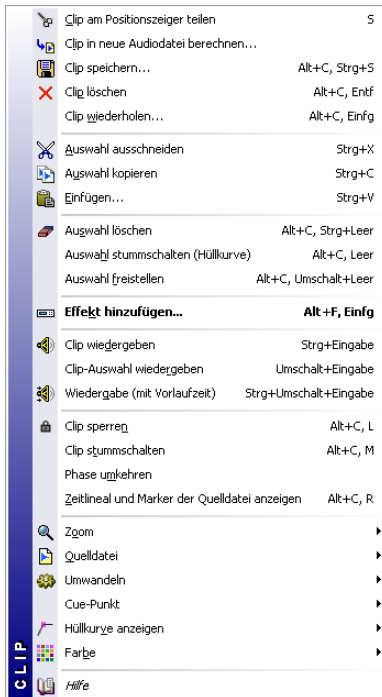 Clip am Positionszeiger teilen S
Clip in neue Audiodatei berechnen...
Clip speichern... Alt+C, Strg+S
Clip löschen Alt+C, Entf
Clip wiederholen... Alt+C, Einfg
Auswahl ausschneiden Strg+X
Auswahl kopieren Strg+C
Einfügen... Strg+V
Auswahl löschen Alt+C, Strg+Leer
Auswahl stummschalten (Hüllkurve) Alt+C, Leer
Auswahl freistellen Alt+C, Umschalt+Leer
Effekt hinzufügen... Alt+F, Einfg
Clip wiedergeben Strg+Eingabe
Clip-Auswahl wiedergeben Umschalt+Eingabe
Wiedergabe (mit Vorlaufzeit) Strg+Umschalt+Eingabe
Clip sperren Alt+C, L
Clip stummschalten Alt+C, M
Phase umkehren
Zeitlineal und Marker der Quelldatei anzeigen Alt+C, R
Zoom
Quelldatei
Umwandeln
Cue-Punkt
Hüllkurve anzeigen
Farbe
Hilfe
CLIP